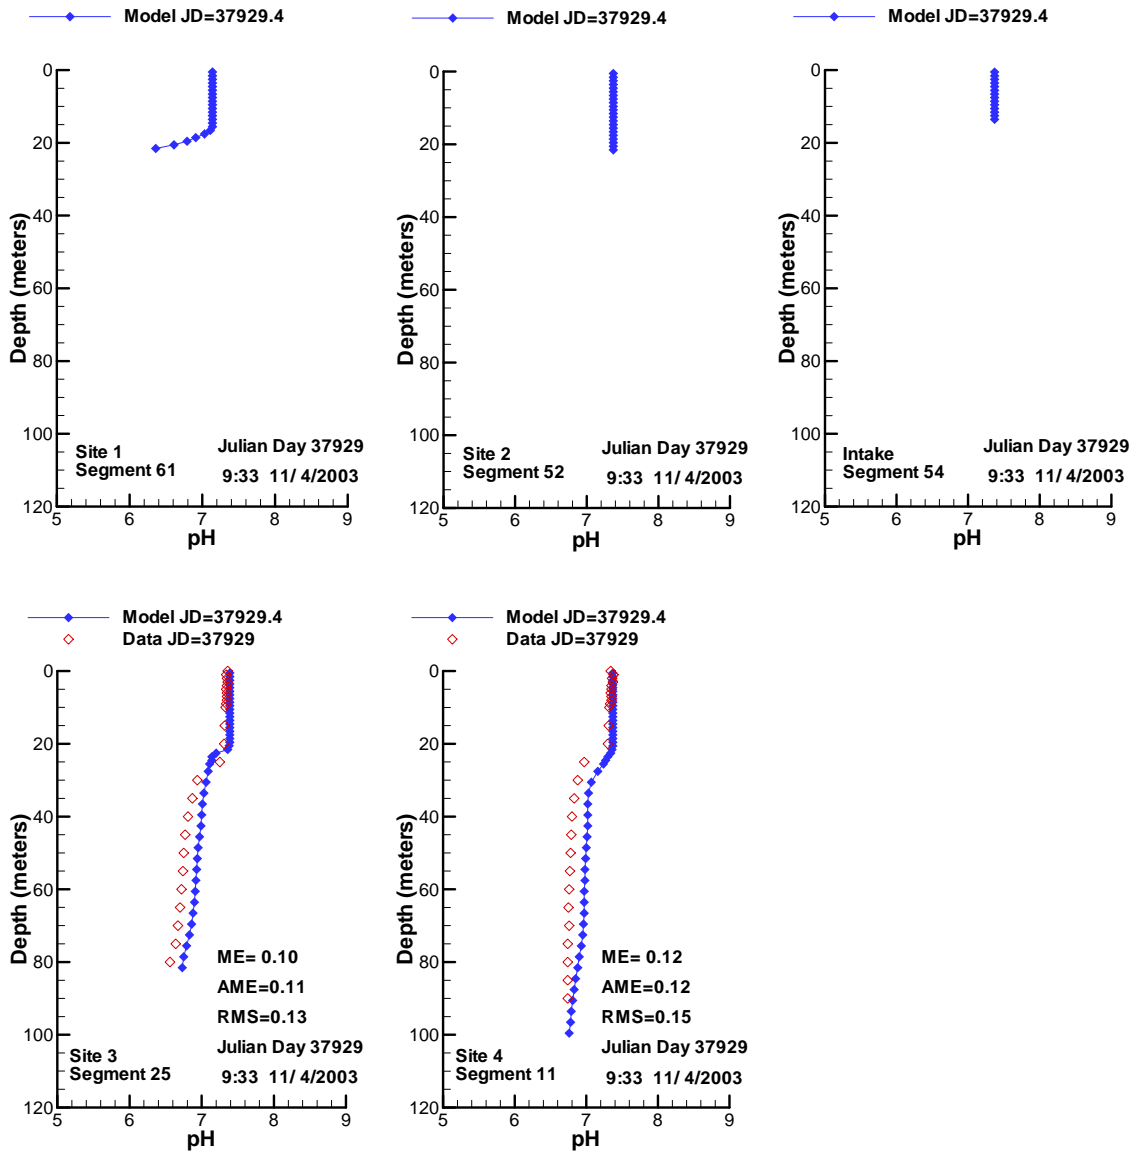 Model JD=37929.4
0
20
40
60
80
100
120
Depth (meters)
5 6 7 8 9
pH
Site 1
Segment 61
Julian Day 37929
9:33 11/ 4/2003
Model JD=37929.4
0
20
40
60
80
100
120
Depth (meters)
5 6 7 8 9
pH
Site 2
Segment 52
Julian Day 37929
9:33 11/ 4/2003
Model JD=37929.4
0
20
40
60
80
100
120
Depth (meters)
5 6 7 8 9
pH
Intake
Segment 54
Julian Day 37929
9:33 11/ 4/2003
Model JD=37929.4
Data JD=37929
0
20
40
60
80
100
120
Depth (meters)
5 6 7 8 9
pH
ME= 0.10
AME=0.11
RMS=0.13
Site 3
Segment 25
Julian Day 37929
9:33 11/ 4/2003
Model JD=37929.4
Data JD=37929
0
20
40
60
80
100
120
Depth (meters)
5 6 7 8 9
pH
ME= 0.12
AME=0.12
RMS=0.15
Site 4
Segment 11
Julian Day 37929
9:33 11/ 4/2003